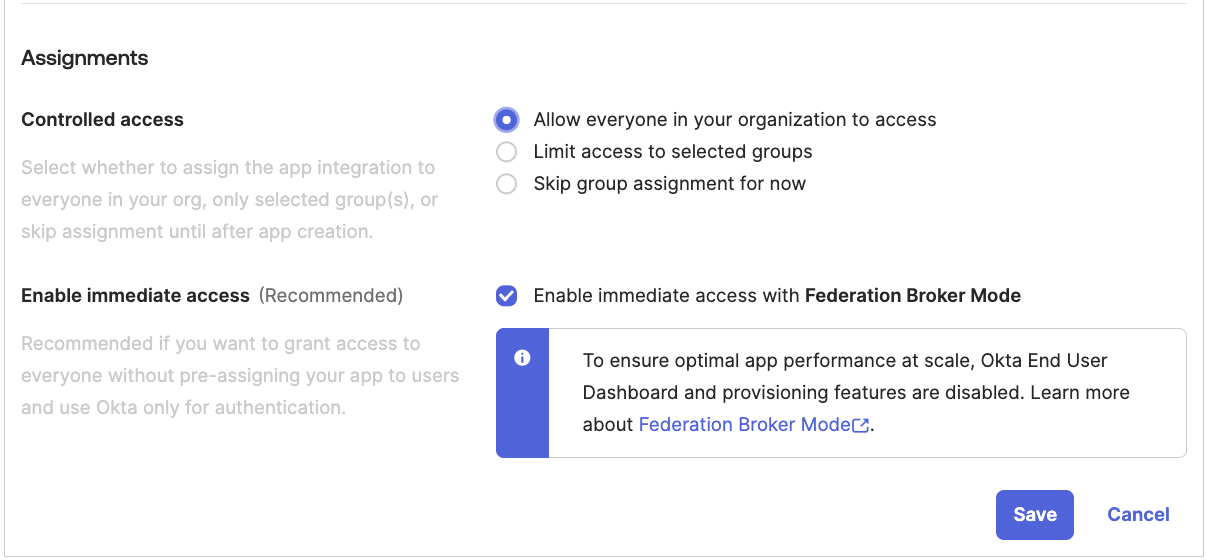 Assignments
Controlled access
Select whether to assign the app integration to
everyone in your org, only selected group(s), or
skip assignment until after app creation.
Allow everyone in your organization to access
Limit access to selected groups
Skip group assignment for now
Enable immediate access (Recommended)
Recommended if you want to grant access to
everyone without pre-assigning your app to users
and use Okta only for authentication.
Enable immediate access with Federation Broker Mode
To ensure optimal app performance at scale, Okta End User
Dashboard and provisioning features are disabled. Learn more
about Federation Broker Mode.
Save Cancel